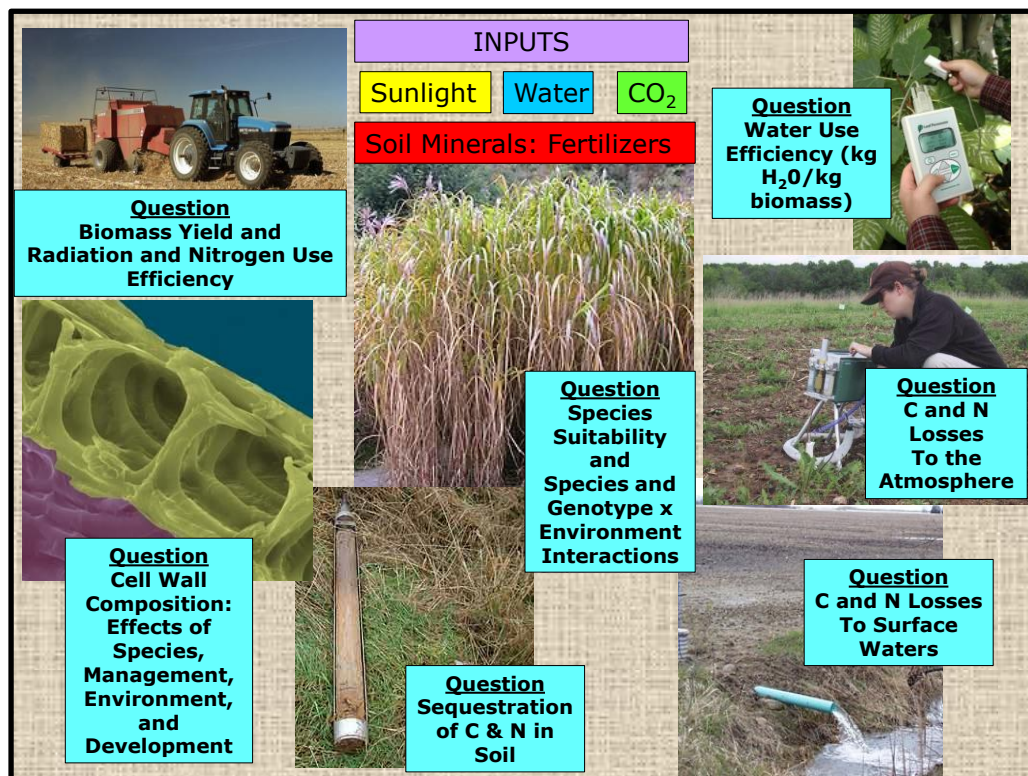 INPUTS
Sunlight
Water
CO₂
Soil Minerals: Fertilizers
Question
Water Use
Efficiency (kg
H₂0/kg
biomass)
Question
Biomass Yield and
Radiation and Nitrogen Use
Efficiency
Question
Species
Suitability
and
Species and
Genotype x
Environment
Interactions
Question
C and N
Losses
To the
Atmosphere
Question
Cell Wall
Composition:
Effects of
Species,
Management,
Environment,
and
Development
Question
C and N Losses
To Surface
Waters
Question
Sequestration
of C & N in
Soil